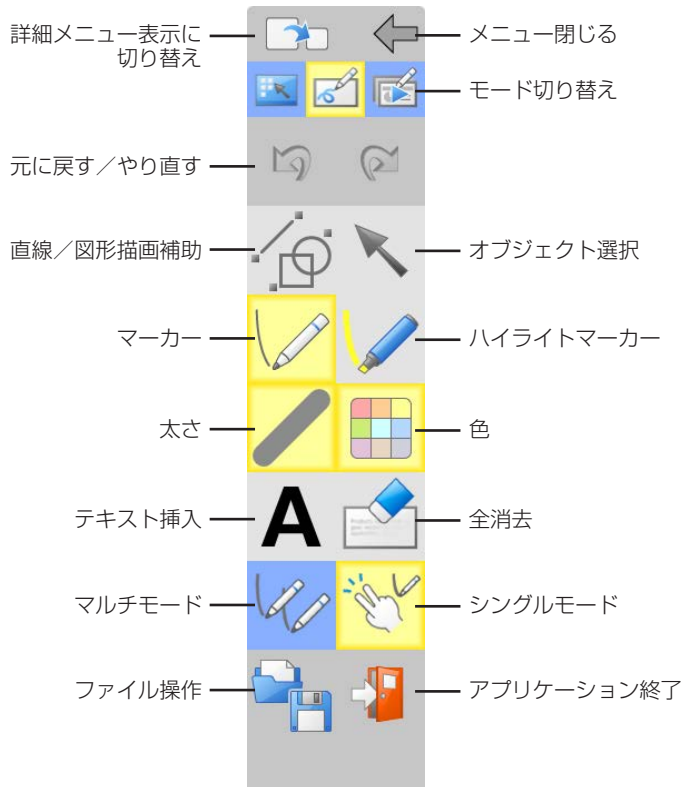 詳細メニュー表示に
切り替え
メニュー閉じる
モード切り替え
元に戻す／やり直す
直線／図形描画補助
オブジェクト選択
マーカー
ハイライトマーカー
太さ
色
テキスト挿入
A
全消去
マルチモード
シングルモード
ファイル操作
アプリケーション終了